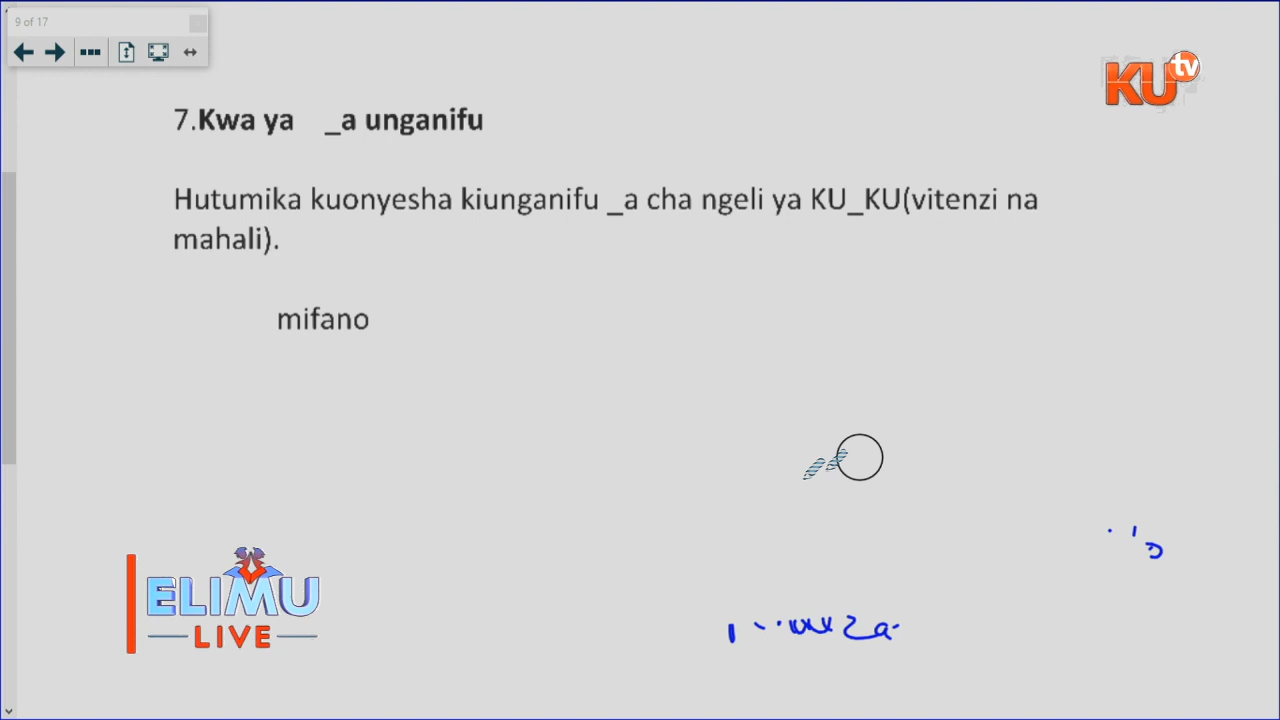 9 of 17
KU tv
7.Kwa ya _a unganifu
Hutumika kuonyesha kiunganifu _a cha ngeli ya KU_KU(vitenzi na
mahali).
mifano
ELIMU
LIVE